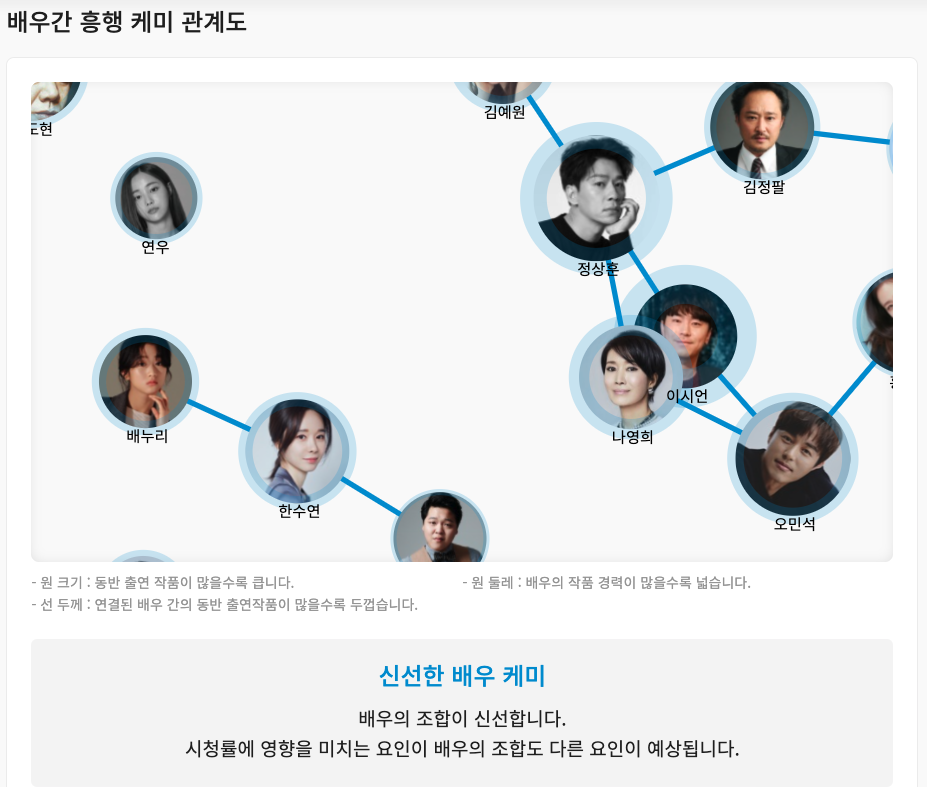 배우간 흥행 케미 관계도
김예원
도현
김정팔
연우
정상훈
이시언
배누리
나영희
한수연
오민석
- 원 크기 : 동반 출연 작품이 많을수록 큽니다.
- 원 둘레 : 배우의 작품 경력이 많을수록 넓습니다.
- 선 두께 : 연결된 배우 간의 동반 출연작품이 많을수록 두껍습니다.
신선한 배우 케미
배우의 조합이 신선합니다.
시청률에 영향을 미치는 요인이 배우의 조합도 다른 요인이 예상됩니다.